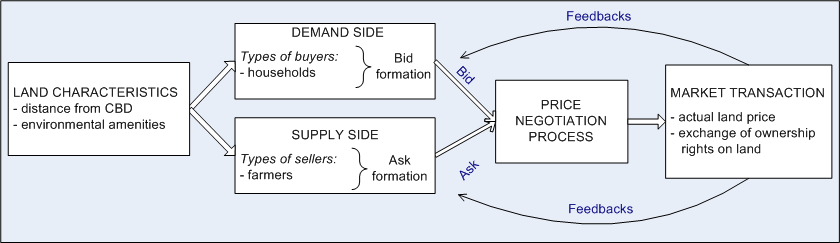 LAND CHARACTERISTICS
- distance from CBD
- environmental amenities
DEMAND SIDE
Types of buyers:
- households
Bid
formation
SUPPLY SIDE
Types of sellers:
- farmers
Ask
formation
Bid
Ask
PRICE
NEGOTIATION
PROCESS
Feedbacks
MARKET TRANSACTION
- actual land price
- exchange of ownership
rights on land
Feedbacks